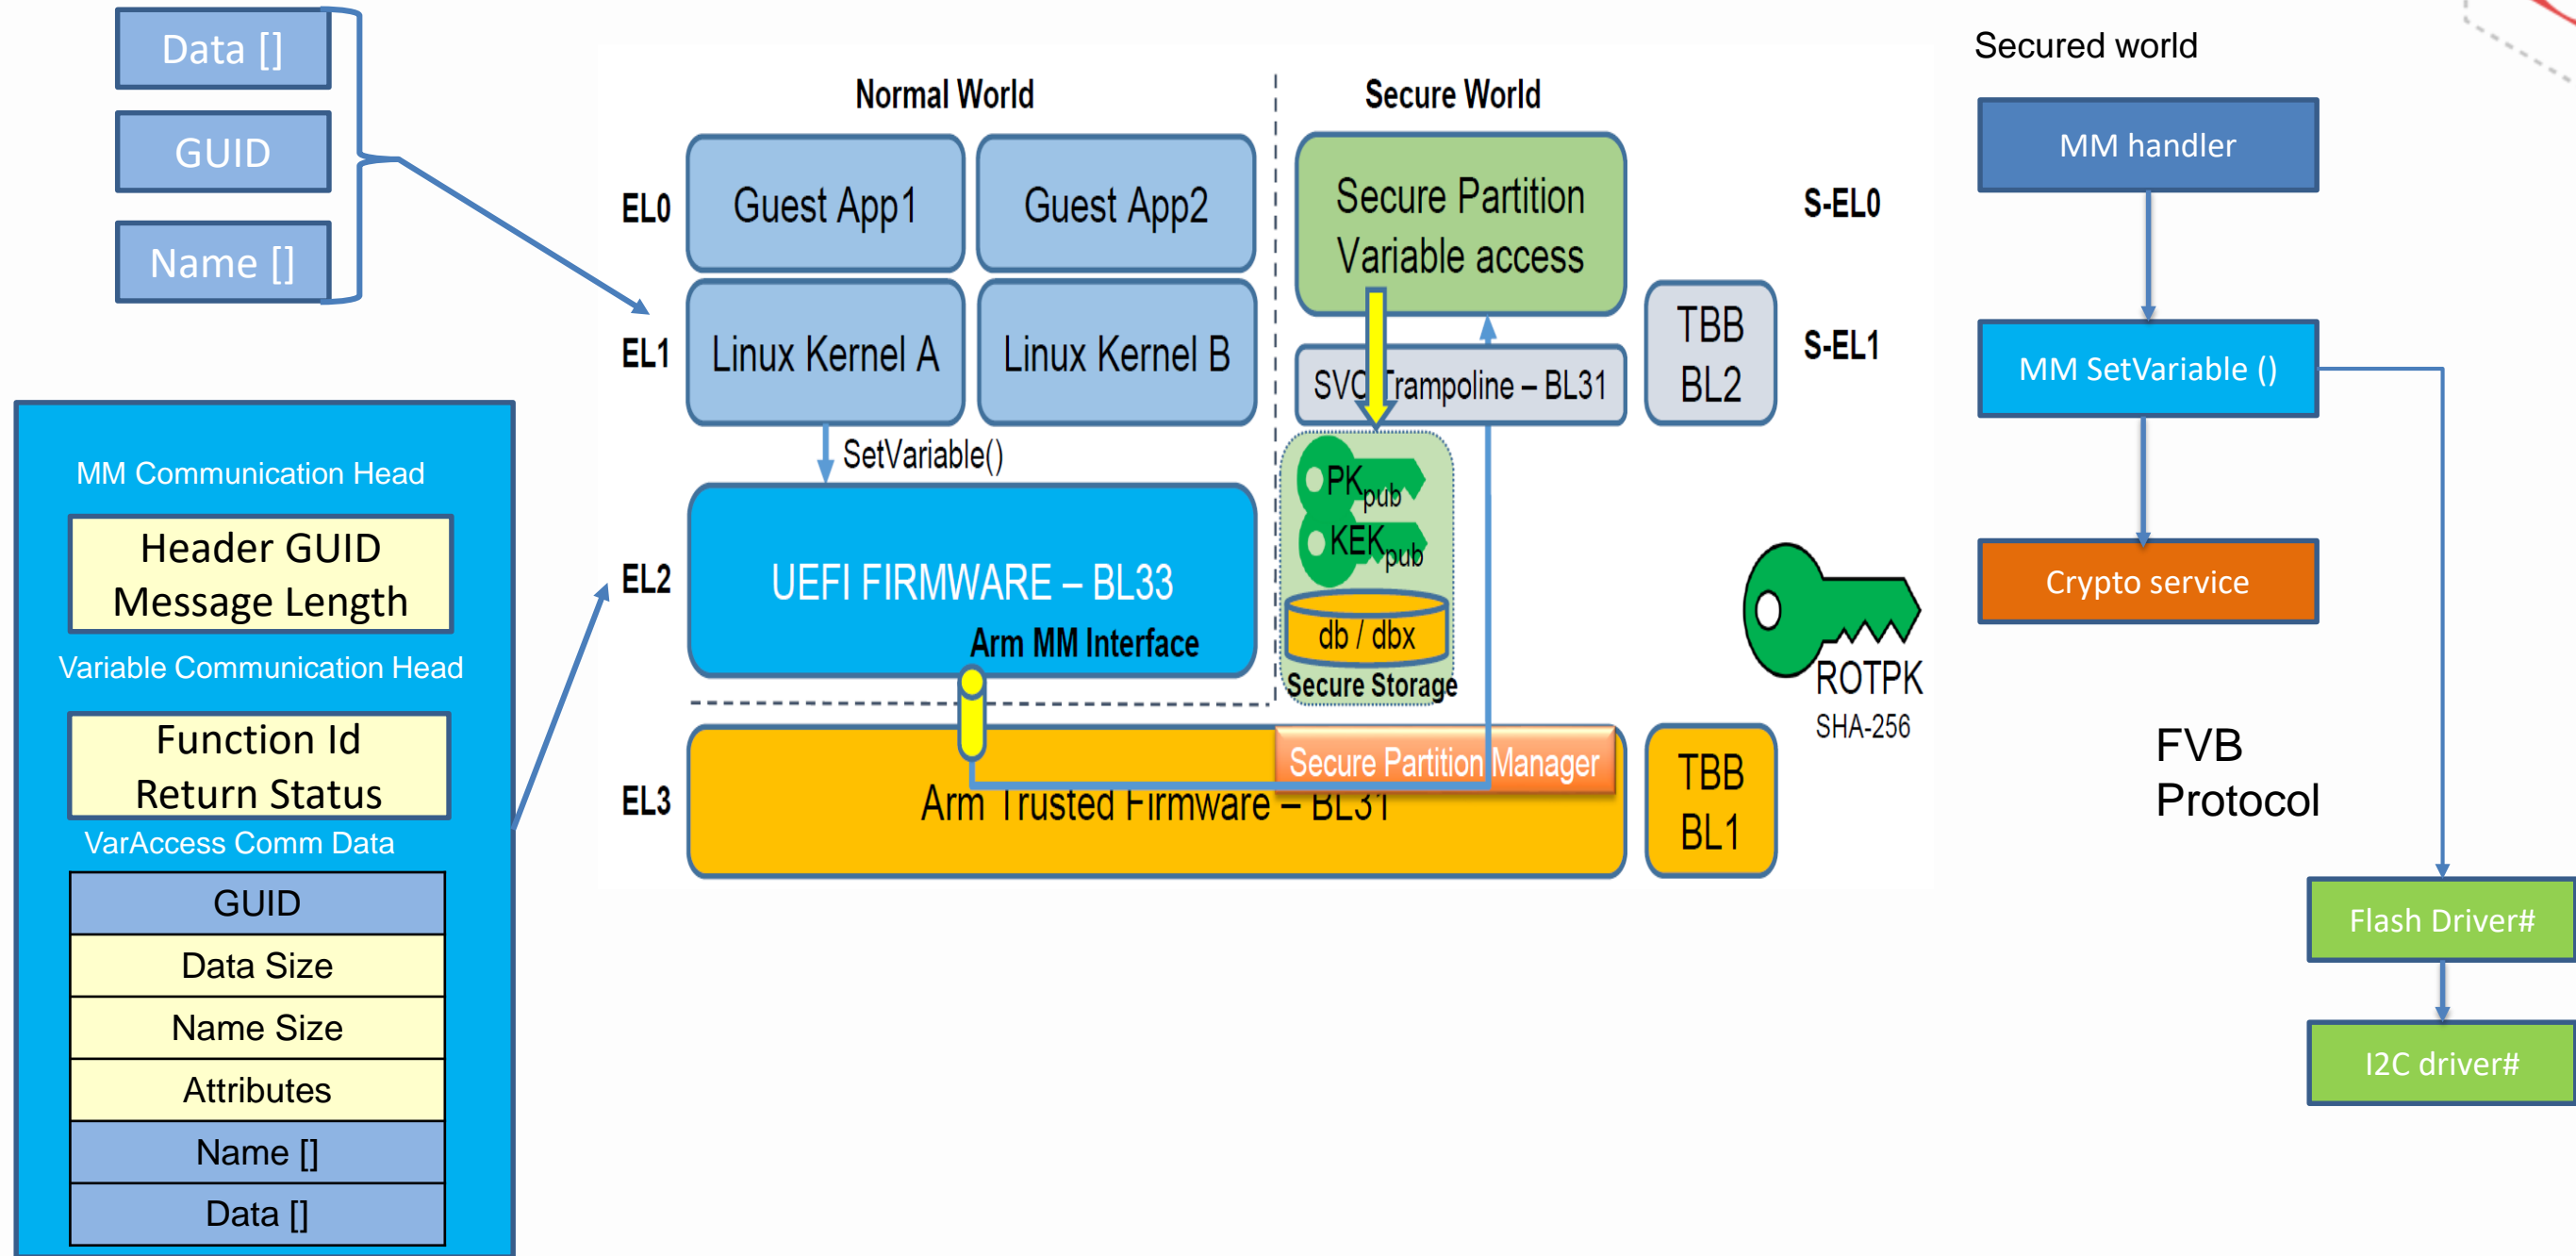 Data []
GUID
Name []
MM Communication Head
Header GUID
Message Length
Variable Communication Head
Function Id
Return Status
VarAccess Comm Data
GUID
Data Size
Name Size
Attributes
Name []
Data []
Normal World
Secure World
EL0
Guest App1
Guest App2
Secure Partition
Variable access
S-EL0
EL1
Linux Kernel A
Linux Kernel B
SVC Trampoline – BL31
TBB
BL2
S-EL1
SetVariable()
EL2
UEFI FIRMWARE – BL33
Arm MM Interface
PKpub
KEKpub
db / dbx
Secure Storage
ROTPK
SHA-256
EL3
Secure Partition Manager
Arm Trusted Firmware – BL31
TBB
BL1
Secured world
MM handler
MM SetVariable ()
Crypto service
FVB
Protocol
Flash Driver#
I2C driver#